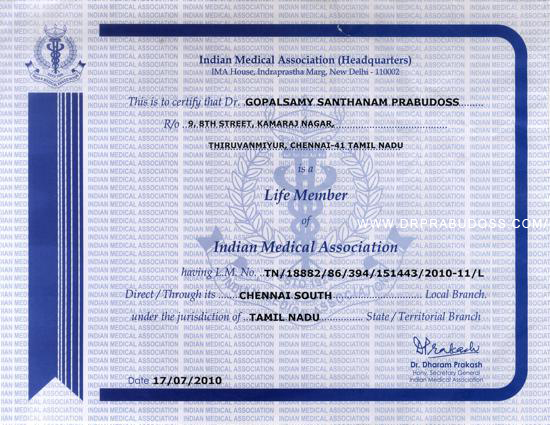 Indian Medical Association (Headquarters)
IMA House, Indraprastha Marg, New Delhi - 110002
This is to certify that Dr. GOPALSAMY SANTHANAM PRABUDOSS
R/o 9, 8TH STREET, KAMARAJ NAGAR,
THIRUVANMIYUR, CHENNAI-41 TAMIL NADU
is a
Life Member
of
WWW.DRPRABUDOSS.COM/
Indian Medical Association
having L.M. No. TN/18882/86/394/151443/2010-11/L
Direct / Through its CHENNAI SOUTH Local Branch.
under the jurisdiction of TAMIL NADU State / Territorial Branch
Dr. Dharam Prakash
Hony. Secretary General
Indian Medical Association
Date 17/07/2010